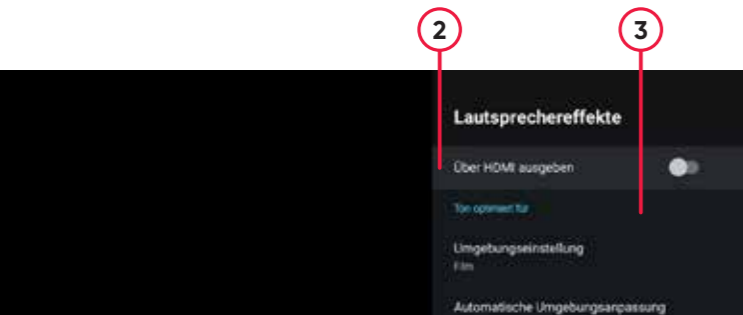 2 3
Lautsprechereffekte
Über HDMI ausgeben
Ton optimiert für
Umgebungseinstellung
Film
Automatische Umgebungsanpassung